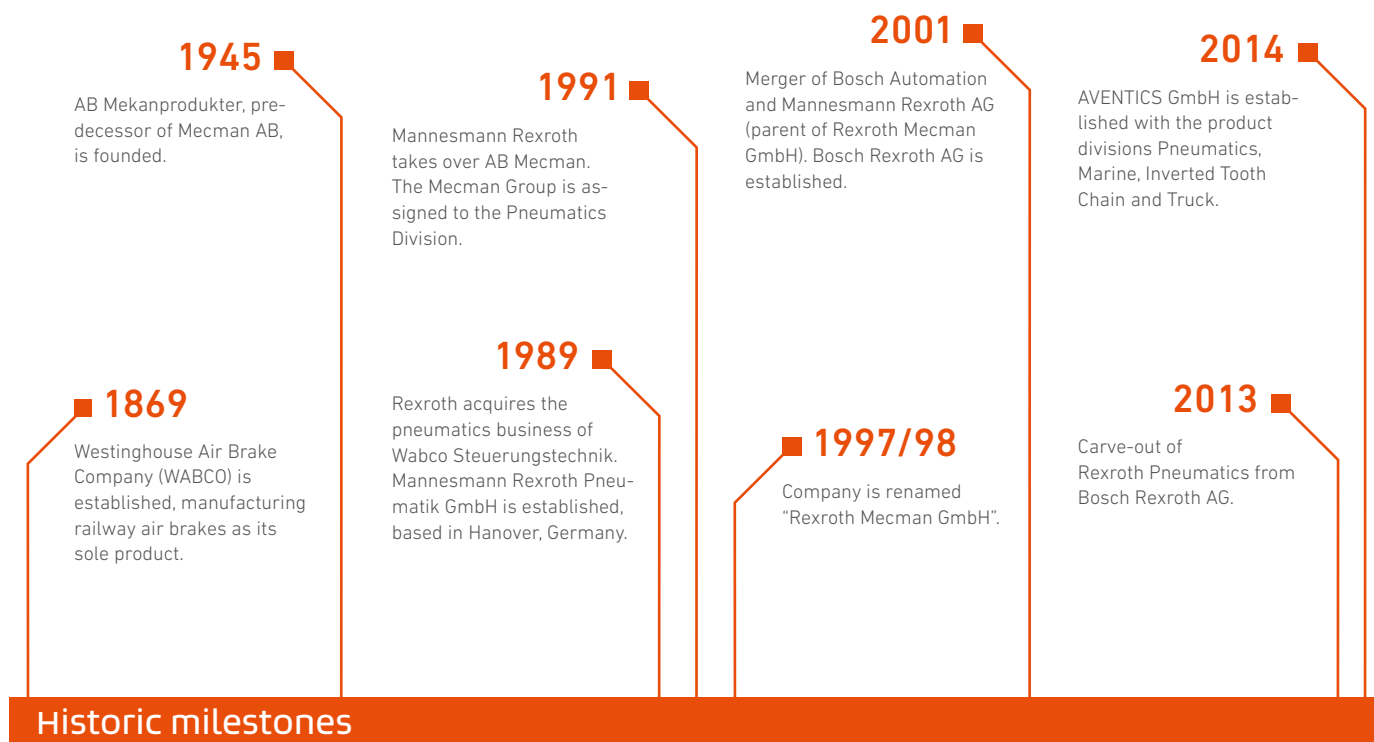 1945
AB Mekanprodukter, pre-
decessor of Mecman AB,
is founded.
1991
Mannesmann Rexroth
takes over AB Mecman.
The Mecman Group is as-
signed to the Pneumatics
Division.
2001
Merger of Bosch Automation
and Mannesmann Rexroth AG
(parent of Rexroth Mecman
GmbH). Bosch Rexroth AG is
established.
2014
AVENTICS GmbH is estab-
lished with the product
divisions Pneumatics,
Marine, Inverted Tooth
Chain and Truck.
1869
Westinghouse Air Brake
Company (WABCO) is
established, manufacturing
railway air brakes as its
sole product.
1989
Rexroth acquires the
pneumatics business of
Wabco Steuerungstechnik.
Mannesmann Rexroth Pneu-
matik GmbH is established,
based in Hanover, Germany.
1997/98
Company is renamed
“Rexroth Mecman GmbH”.
2013
Carve-out of
Rexroth Pneumatics from
Bosch Rexroth AG.
Historic milestones